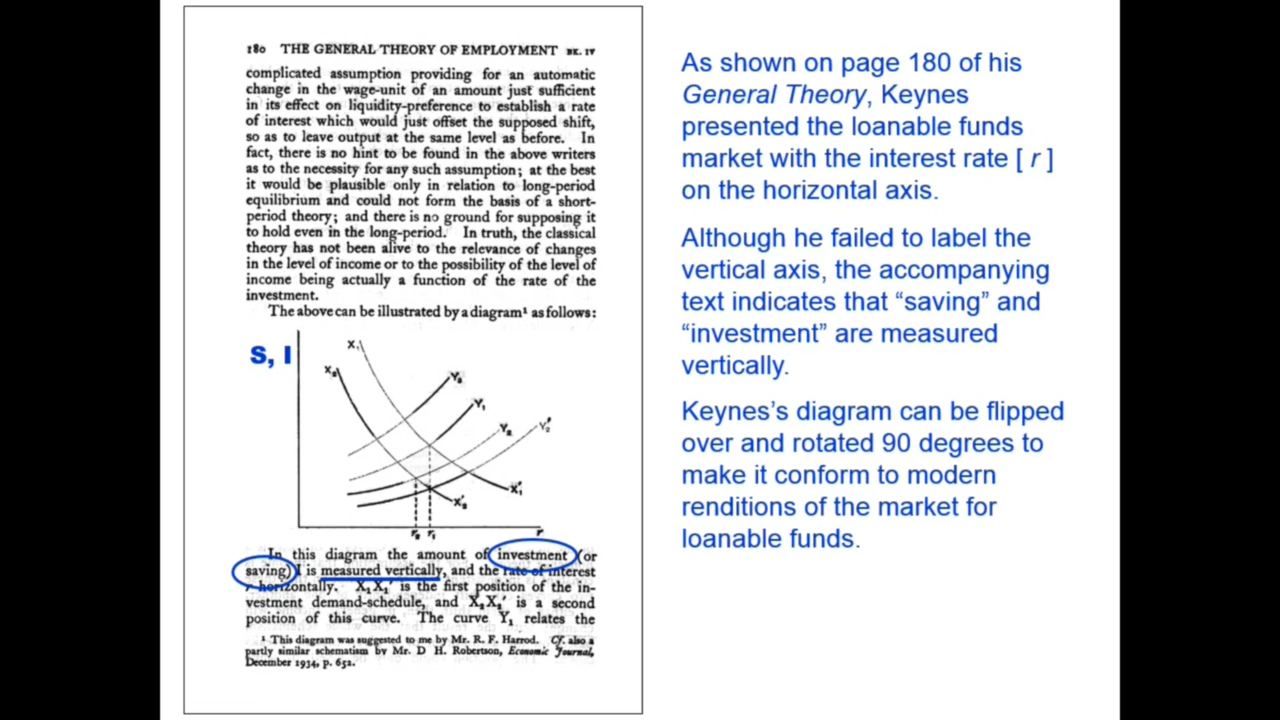 180 THE GENERAL THEORY OF EMPLOYMENT BK. IV
complicated assumption providing for an automatic
change in the wage-unit of an amount just sufficient
in its effect on liquidity-preference to establish a rate
of interest which would just offset the supposed shift,
so as to leave output at the same level as before. In
fact, there is no hint to be found in the above writers
as to the necessity for any such assumption; at the best
it would be plausible only in relation to long-period
equilibrium and could not form the basis of a short-
period theory; and there is no ground for supposing it
to hold even in the long-period. In truth, the classical
theory has not been alive to the relevance of changes
in the level of income or to the possibility of the level of
income being actually a function of the rate of the
investment.
The above can be illustrated by a diagram¹ as follows:
S, I
X₁
X₂
Y₃
Y₁
Y₂
Y₂'
X₁'
X₂'
r₂ r₁ r
In this diagram the amount of investment (or
saving) I is measured vertically, and the rate of interest
r horizontally. X₁X₁' is the first position of the in-
vestment demand-schedule, and X₂X₂' is a second
position of this curve. The curve Y₁ relates the
¹ This diagram was suggested to me by Mr. R. F. Harrod. Cf. also a
partly similar schematism by Mr. D H. Robertson, Economic Journal,
December 1934, p. 652.
As shown on page 180 of his
General Theory, Keynes
presented the loanable funds
market with the interest rate [ r ]
on the horizontal axis.
Although he failed to label the
vertical axis, the accompanying
text indicates that “saving” and
“investment” are measured
vertically.
Keynes’s diagram can be flipped
over and rotated 90 degrees to
make it conform to modern
renditions of the market for
loanable funds.